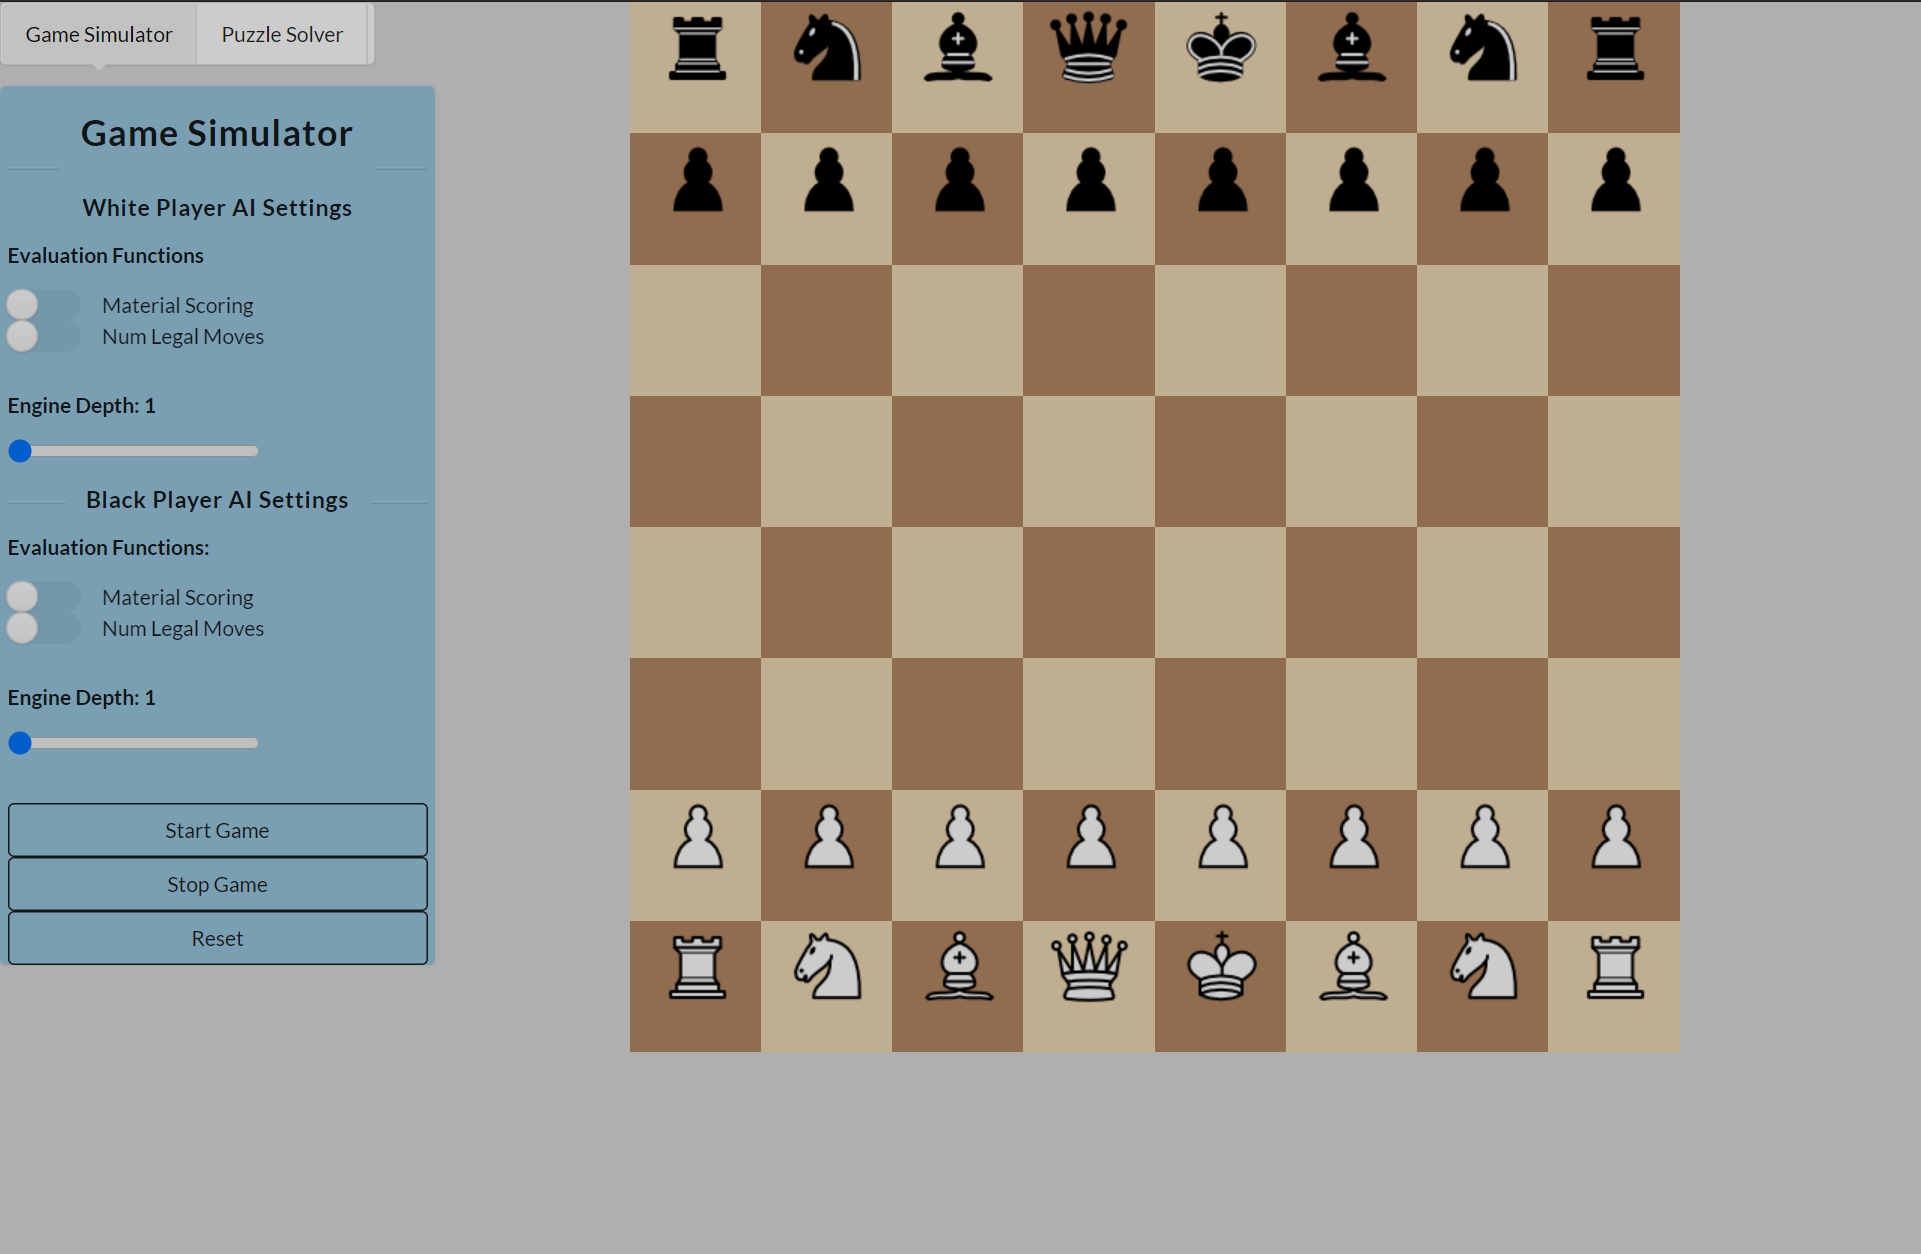 Game Simulator
Puzzle Solver
Game Simulator
White Player AI Settings
Evaluation Functions
Material Scoring
Num Legal Moves
Engine Depth: 1
Black Player AI Settings
Evaluation Functions:
Material Scoring
Num Legal Moves
Engine Depth: 1
Start Game
Stop Game
Reset